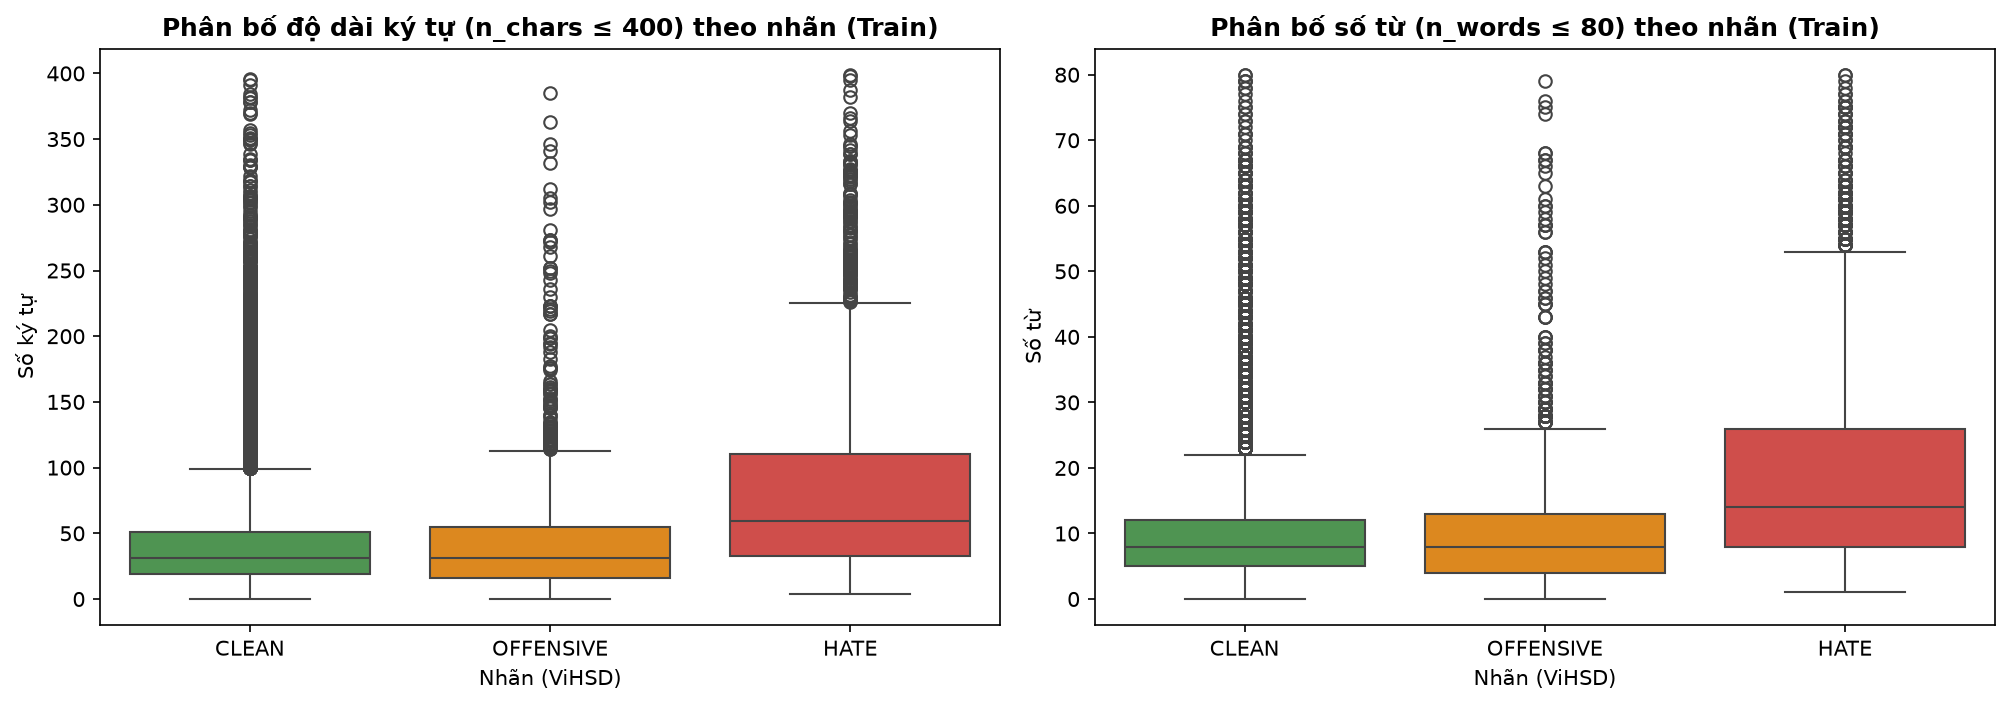 Phân bố độ dài ký tự (n_chars ≤ 400) theo nhãn (Train)
Số ký tự
400
350
300
250
200
150
100
50
0
CLEAN OFFENSIVE HATE
Nhãn (ViHSD)
Phân bố số từ (n_words ≤ 80) theo nhãn (Train)
Số từ
80
70
60
50
40
30
20
10
0
CLEAN OFFENSIVE HATE
Nhãn (ViHSD)